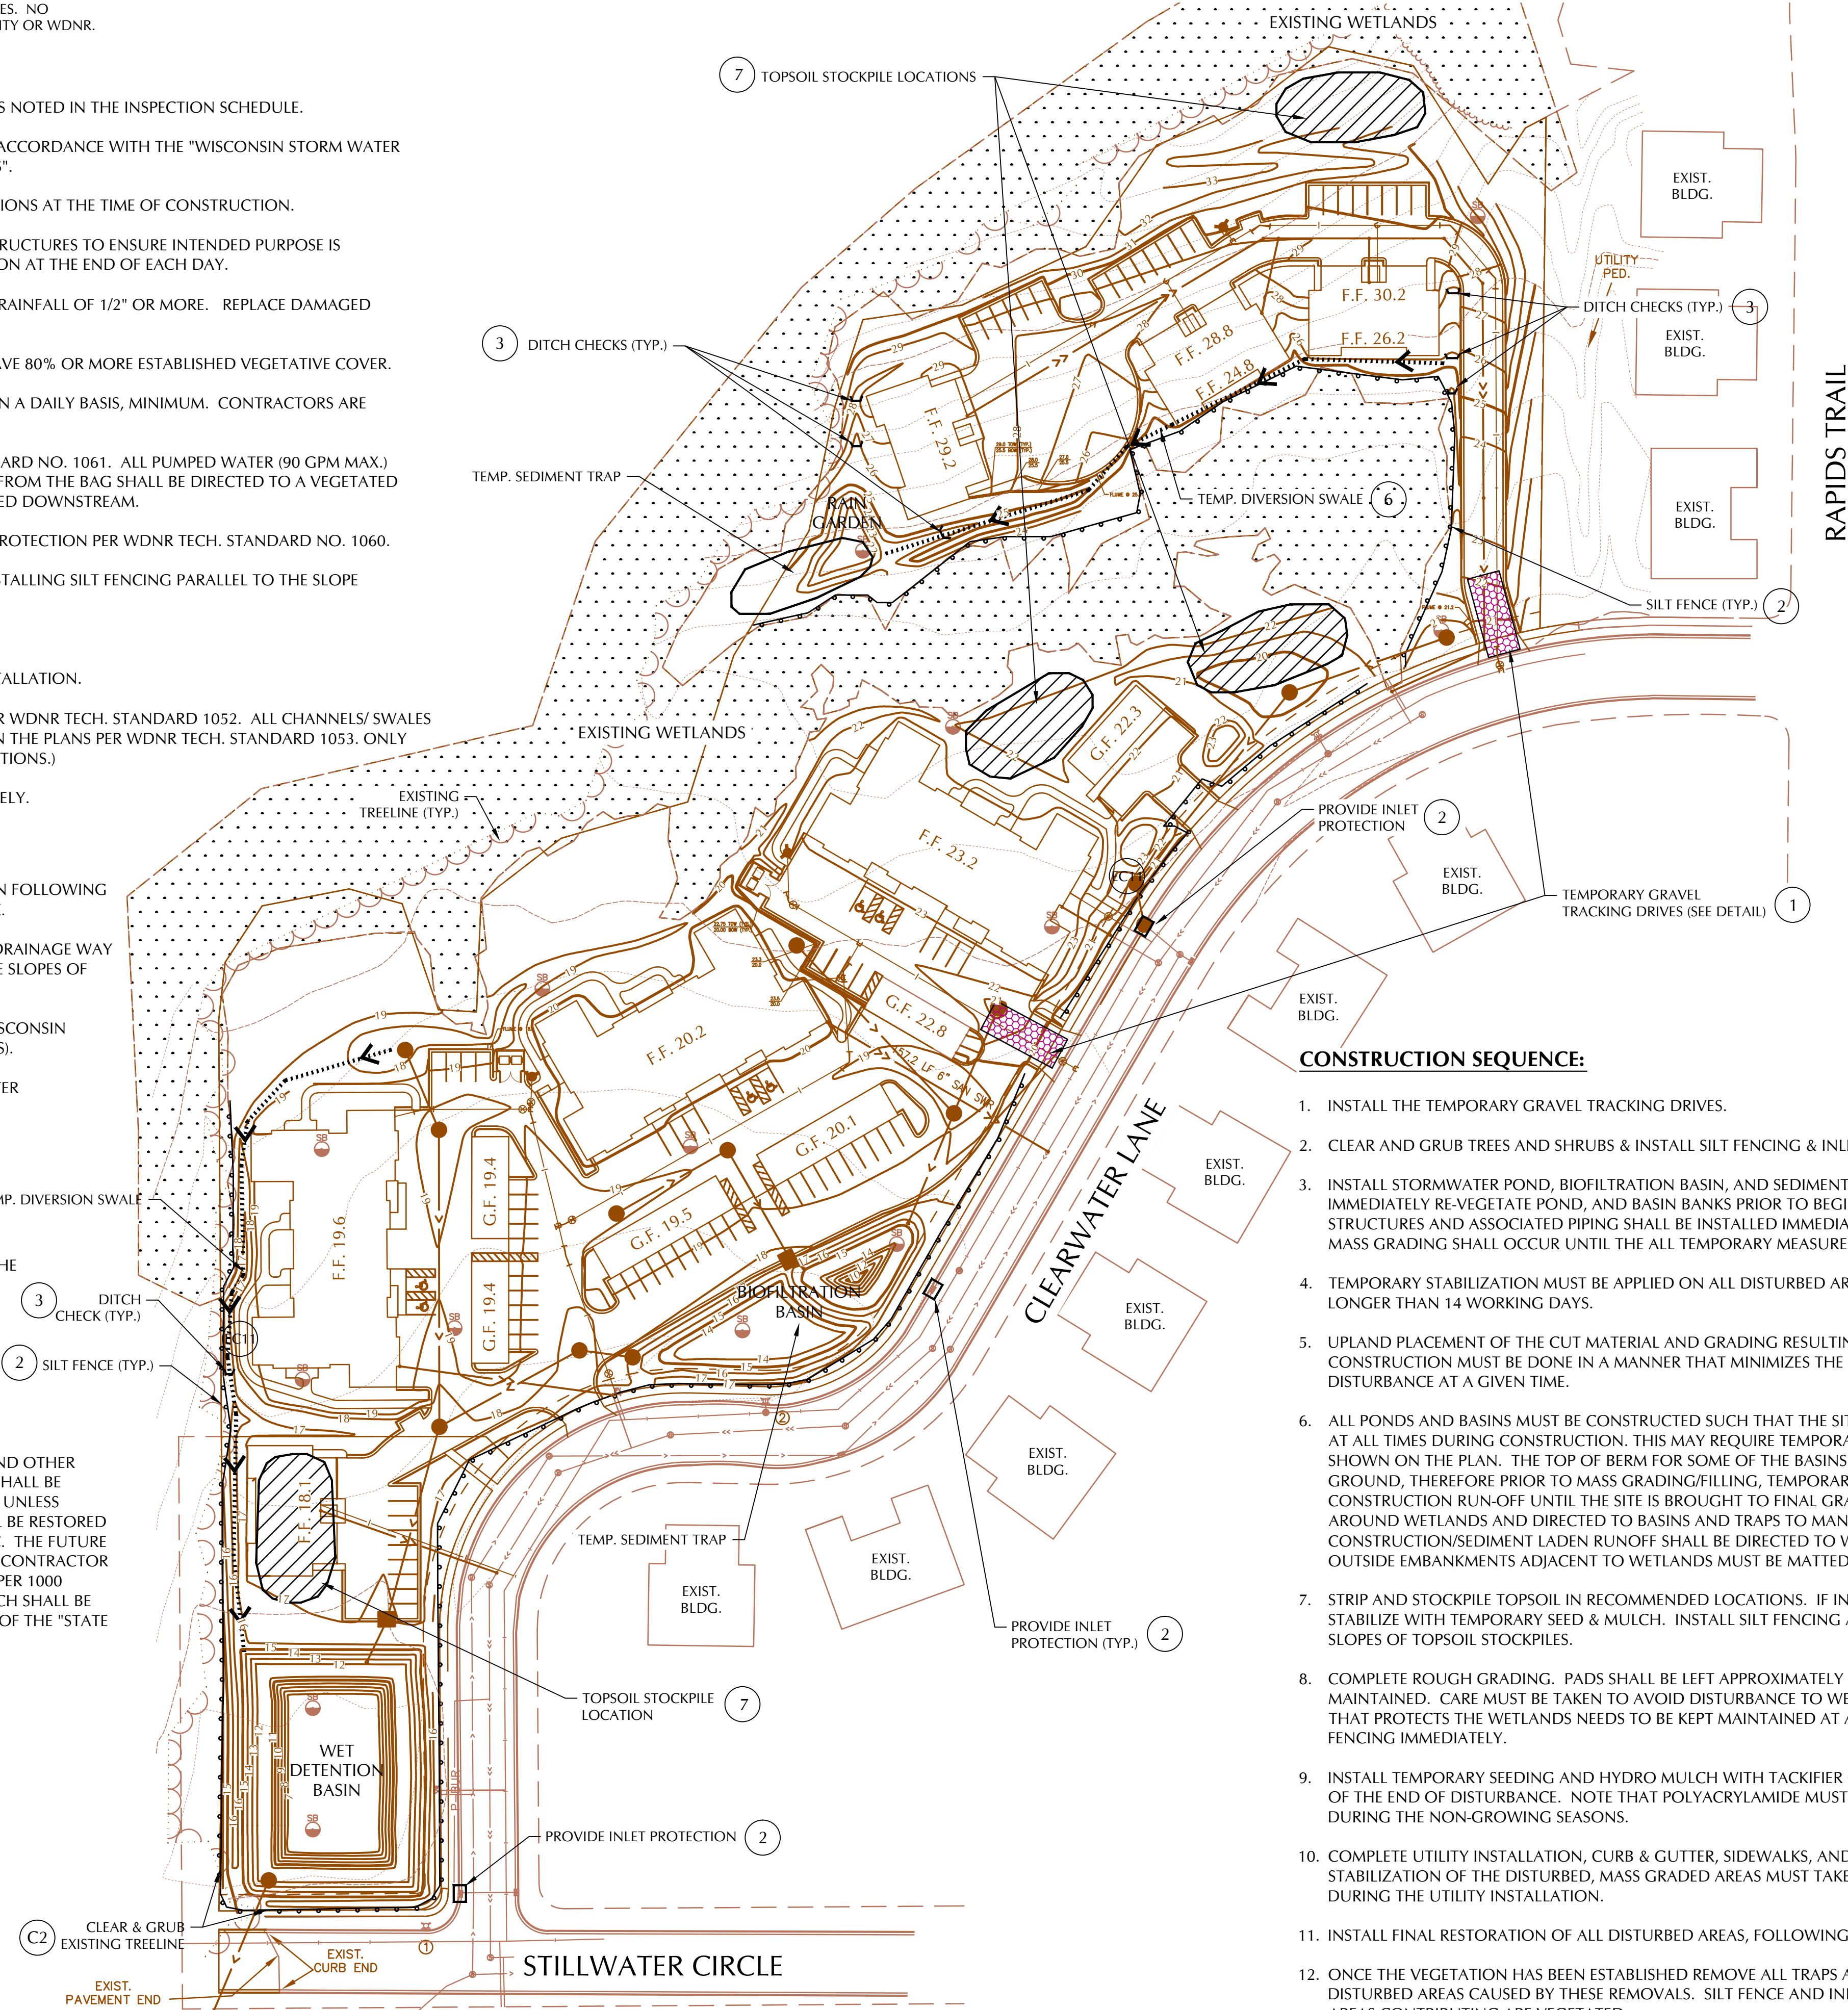 ES. NO
ITY OR WDNR.
S NOTED IN THE INSPECTION SCHEDULE.
ACCORDANCE WITH THE "WISCONSIN STORM WATER
S".
TIONS AT THE TIME OF CONSTRUCTION.
RUCTURES TO ENSURE INTENDED PURPOSE IS
ON AT THE END OF EACH DAY.
RAINFALL OF 1/2" OR MORE. REPLACE DAMAGED
AVE 80% OR MORE ESTABLISHED VEGETATIVE COVER.
N A DAILY BASIS, MINIMUM. CONTRACTORS ARE
ARD NO. 1061. ALL PUMPED WATER (90 GPM MAX.)
FROM THE BAG SHALL BE DIRECTED TO A VEGETATED
ED DOWNSTREAM.
ROTECTION PER WDNR TECH. STANDARD NO. 1060.
STALLING SILT FENCING PARALLEL TO THE SLOPE
TALLATION.
R WDNR TECH. STANDARD 1052. ALL CHANNELS/ SWALES
N THE PLANS PER WDNR TECH. STANDARD 1053. ONLY
TIONS.)
ELY.
N FOLLOWING
DRAINAGE WAY
E SLOPES OF
SCONSIN
S).
TER
HE
ND OTHER
SHALL BE
UNLESS
L BE RESTORED
THE FUTURE
CONTRACTOR
PER 1000
CH SHALL BE
OF THE "STATE
EXISTING WETLANDS
7 TOPSOIL STOCKPILE LOCATIONS
EXIST.
BLDG.
UTILITY
PED.
DITCH CHECKS (TYP.) 3
EXIST.
BLDG.
3 DITCH CHECKS (TYP.)
F.F. 30.2
F.F. 26.2
F.F. 28.8
F.F. 24.8
F.F. 29.2
RAPIDS TRAIL
TEMP. SEDIMENT TRAP
RAIN
GARDEN
TEMP. DIVERSION SWALE 6
EXIST.
BLDG.
SILT FENCE (TYP.) 2
EXISTING WETLANDS
EXISTING
TREELINE (TYP.)
G.F. 22.3
PROVIDE INLET
PROTECTION 2
F.F. 23.2
EC11
EXIST.
BLDG.
TEMPORARY GRAVEL
TRACKING DRIVES (SEE DETAIL) 1
EXIST.
BLDG.
G.F. 22.8
F.F. 20.2
157.2 LF 6" SAN SWR
G.F. 20.1
EXIST.
BLDG.
CLEARWATER LANE
G.F. 19.4
G.F. 19.5
F.F. 19.6
G.F. 19.4
MP. DIVERSION SWALE
3 DITCH
CHECK (TYP.)
EC11
2 SILT FENCE (TYP.)
BIOFILTRATION
BASIN
EXIST.
BLDG.
EXIST.
BLDG.
F.F. 18.1
TEMP. SEDIMENT TRAP
EXIST.
BLDG.
EXIST.
BLDG.
PROVIDE INLET
PROTECTION (TYP.) 2
TOPSOIL STOCKPILE
LOCATION 7
WET
DETENTION
BASIN
PROVIDE INLET PROTECTION 2
C2 CLEAR & GRUB
EXISTING TREELINE
EXIST.
CURB END
EXIST.
PAVEMENT END
STILLWATER CIRCLE
CONSTRUCTION SEQUENCE:
1. INSTALL THE TEMPORARY GRAVEL TRACKING DRIVES.
2. CLEAR AND GRUB TREES AND SHRUBS & INSTALL SILT FENCING & INL
3. INSTALL STORMWATER POND, BIOFILTRATION BASIN, AND SEDIMENT
IMMEDIATELY RE-VEGETATE POND, AND BASIN BANKS PRIOR TO BEGI
STRUCTURES AND ASSOCIATED PIPING SHALL BE INSTALLED IMMEDIA
MASS GRADING SHALL OCCUR UNTIL THE ALL TEMPORARY MEASURE
4. TEMPORARY STABILIZATION MUST BE APPLIED ON ALL DISTURBED AR
LONGER THAN 14 WORKING DAYS.
5. UPLAND PLACEMENT OF THE CUT MATERIAL AND GRADING RESULTIN
CONSTRUCTION MUST BE DONE IN A MANNER THAT MINIMIZES THE
DISTURBANCE AT A GIVEN TIME.
6. ALL PONDS AND BASINS MUST BE CONSTRUCTED SUCH THAT THE SIT
AT ALL TIMES DURING CONSTRUCTION. THIS MAY REQUIRE TEMPORA
SHOWN ON THE PLAN. THE TOP OF BERM FOR SOME OF THE BASINS
GROUND, THEREFORE PRIOR TO MASS GRADING/FILLING, TEMPORAR
CONSTRUCTION RUN-OFF UNTIL THE SITE IS BROUGHT TO FINAL GRA
AROUND WETLANDS AND DIRECTED TO BASINS AND TRAPS TO MAN
CONSTRUCTION/SEDIMENT LADEN RUNOFF SHALL BE DIRECTED TO W
OUTSIDE EMBANKMENTS ADJACENT TO WETLANDS MUST BE MATTED
7. STRIP AND STOCKPILE TOPSOIL IN RECOMMENDED LOCATIONS. IF IN
STABILIZE WITH TEMPORARY SEED & MULCH. INSTALL SILT FENCING A
SLOPES OF TOPSOIL STOCKPILES.
8. COMPLETE ROUGH GRADING. PADS SHALL BE LEFT APPROXIMATELY
MAINTAINED. CARE MUST BE TAKEN TO AVOID DISTURBANCE TO WE
THAT PROTECTS THE WETLANDS NEEDS TO BE KEPT MAINTAINED AT A
FENCING IMMEDIATELY.
9. INSTALL TEMPORARY SEEDING AND HYDRO MULCH WITH TACKIFIER
OF THE END OF DISTURBANCE. NOTE THAT POLYACRYLAMIDE MUST
DURING THE NON-GROWING SEASONS.
10. COMPLETE UTILITY INSTALLATION, CURB & GUTTER, SIDEWALKS, AND
STABILIZATION OF THE DISTURBED, MASS GRADED AREAS MUST TAKE
DURING THE UTILITY INSTALLATION.
11. INSTALL FINAL RESTORATION OF ALL DISTURBED AREAS, FOLLOWING
12. ONCE THE VEGETATION HAS BEEN ESTABLISHED REMOVE ALL TRAPS A
DISTURBED AREAS CAUSED BY THESE REMOVALS. SILT FENCE AND IN
AREAS CONTRIBUTING ARE VEGETATED